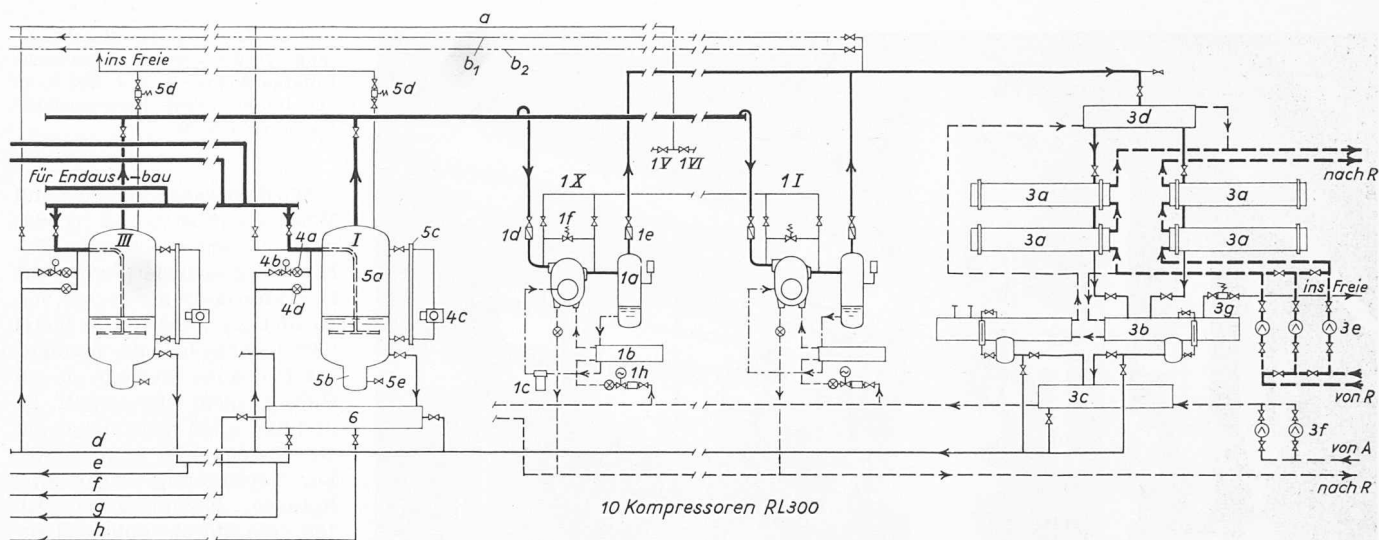 a
b1
b2
ins Freie
5d
5d
3d
1V
1VI
nach R
für Endaus-bau
1X
1I
3a
3a
1f
III
I
1d
1e
5c
4a
4b
5a
1a
3a
3a
4d
ins Freie
4c
3g
3b
3e
1b
5b
5e
1c
1h
von R
3c
6
3f
d
von A
e
f
nach R
g
10 Kompressoren RL300
h